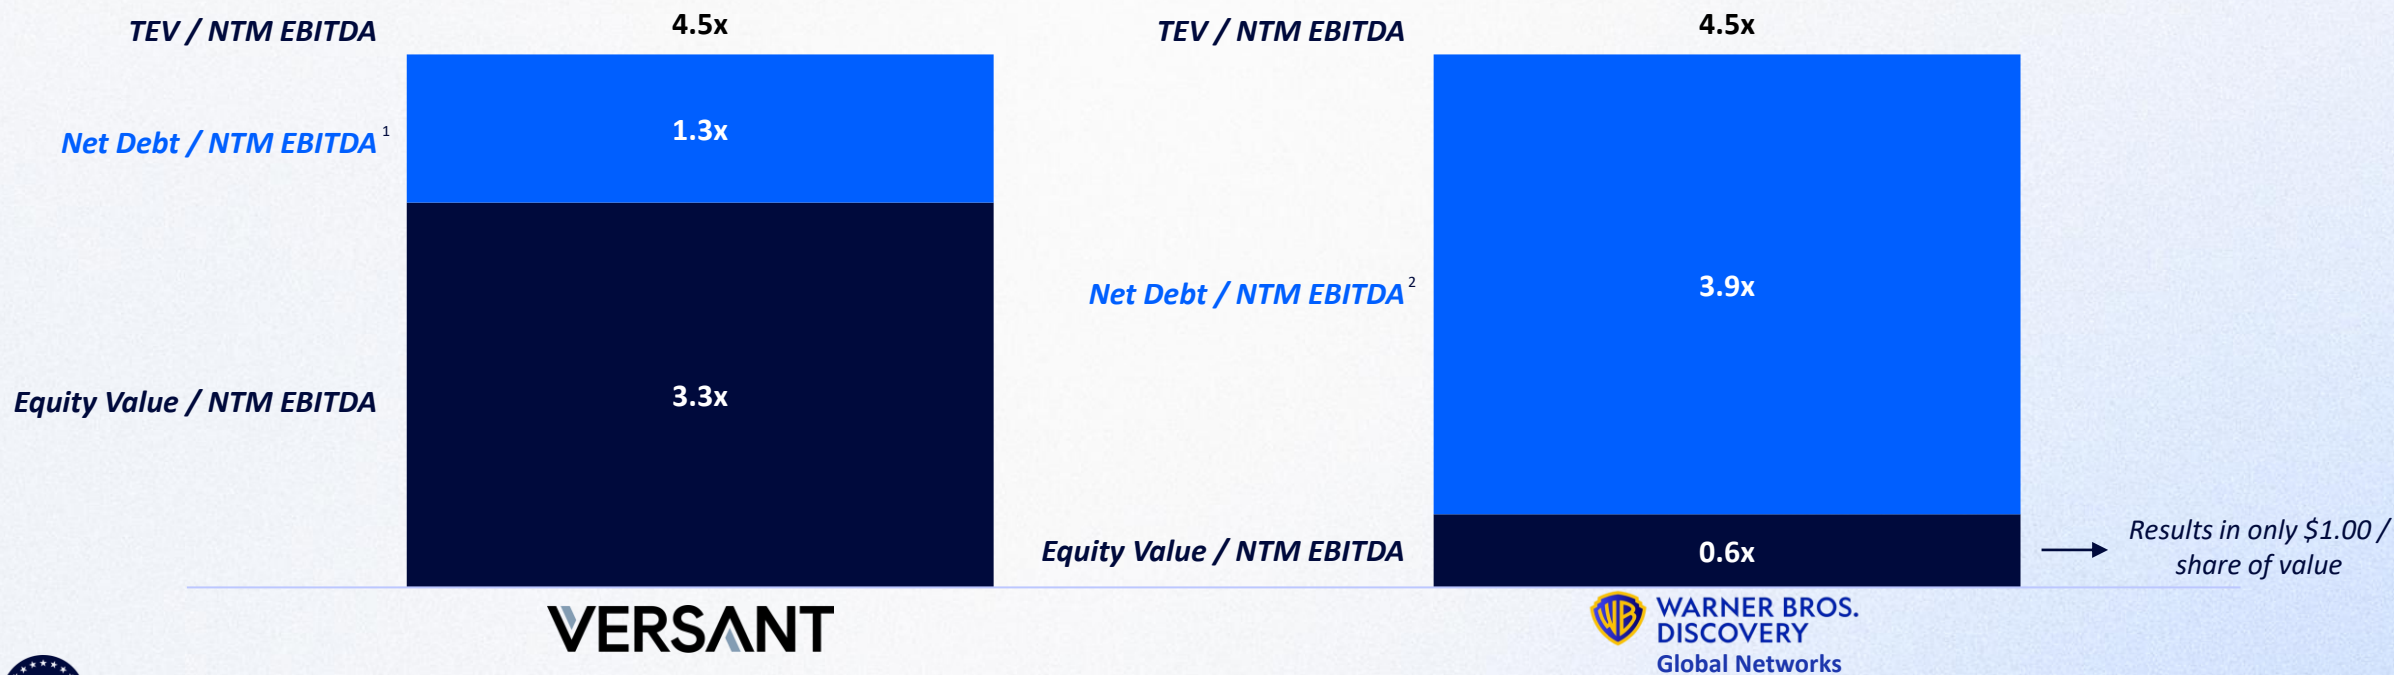 TEV / NTM EBITDA
4.5x
Net Debt / NTM EBITDA 1
1.3x
Equity Value / NTM EBITDA
3.3x
VERSANT
TEV / NTM EBITDA
4.5x
Net Debt / NTM EBITDA 2
3.9x
Equity Value / NTM EBITDA
0.6x
Results in only $1.00 /
share of value
WB
WARNER BROS.
DISCOVERY
Global Networks